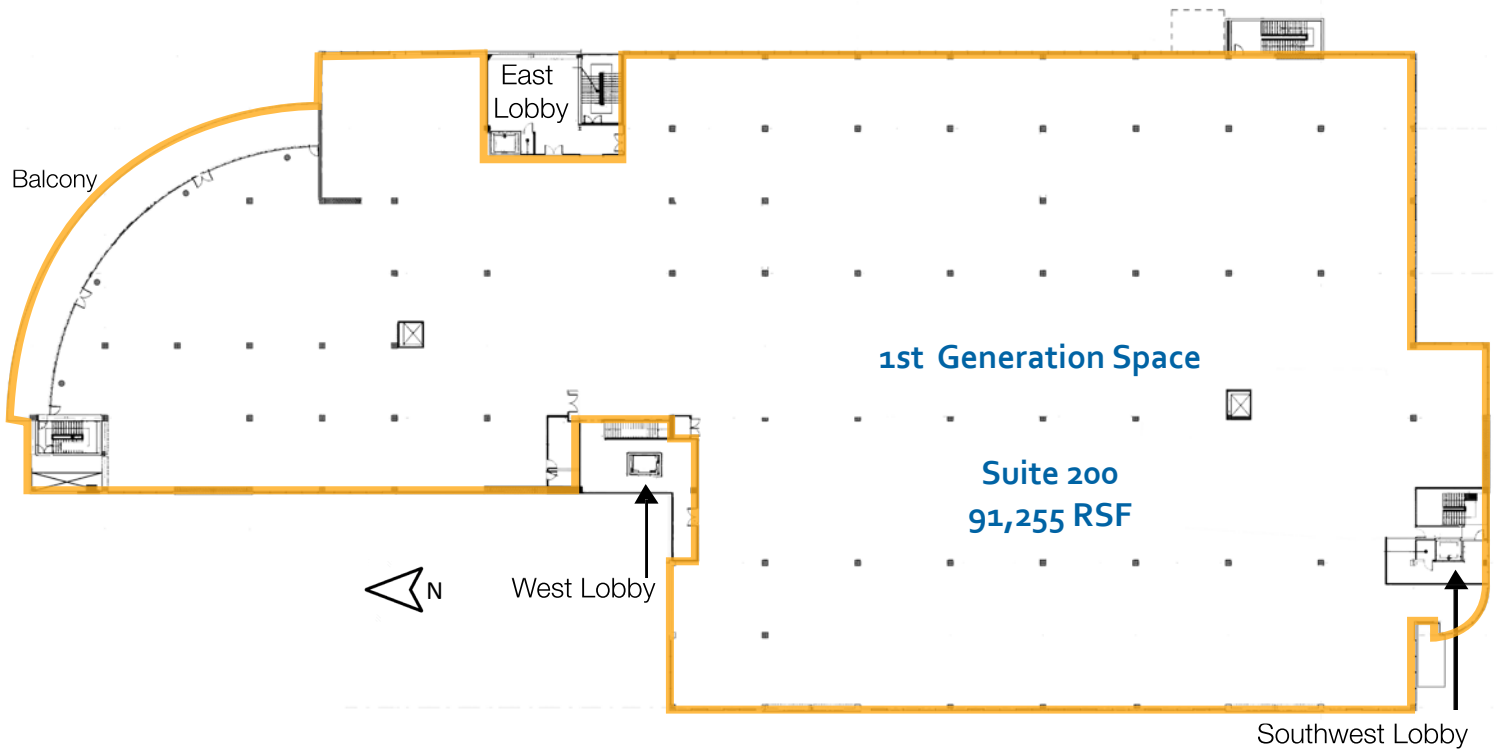 East
Lobby
Balcony
1st Generation Space
Suite 200
91,255 RSF
West Lobby
N
Southwest Lobby